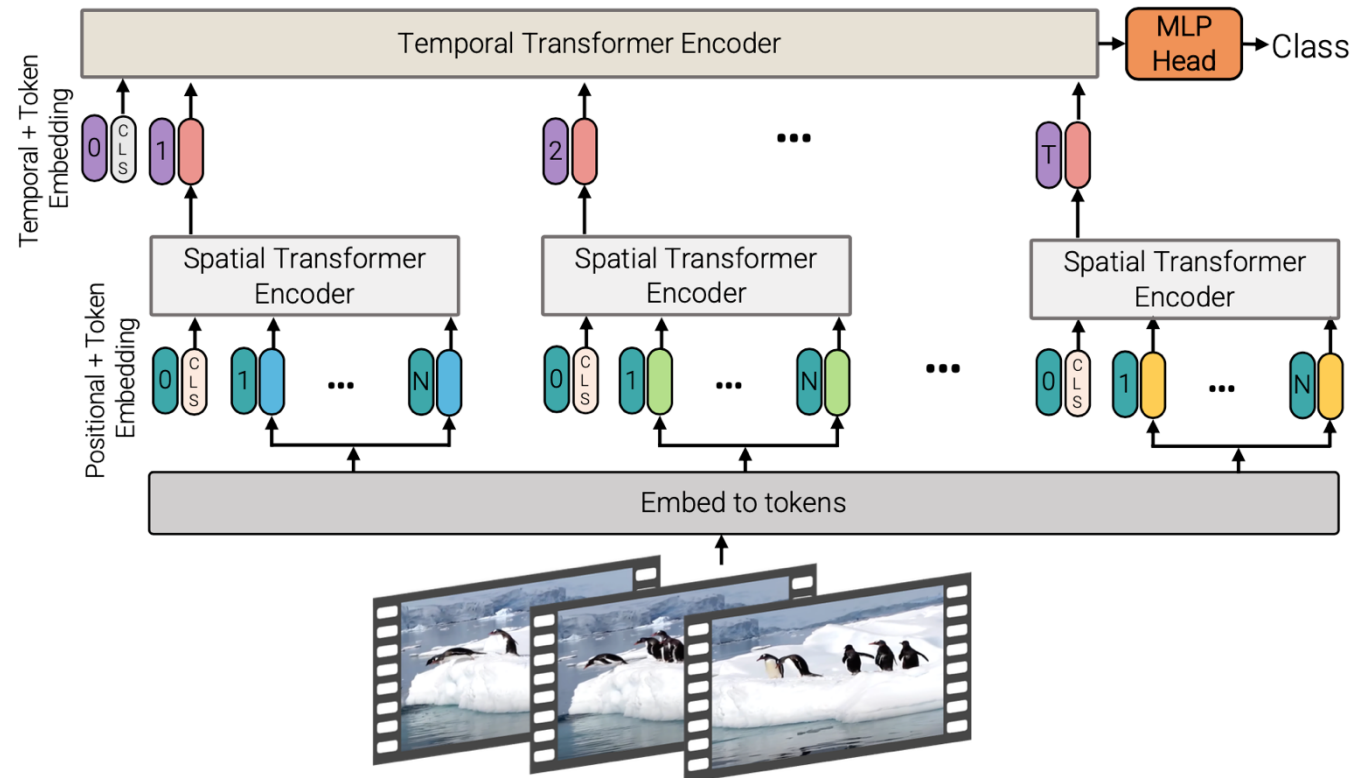 Temporal Transformer Encoder
MLP
Head
Class
Temporal + Token
Embedding
0
CLS
1
2
...
T
Spatial Transformer
Encoder
Spatial Transformer
Encoder
Spatial Transformer
Encoder
Positional + Token
Embedding
0
CLS
1
...
N
0
CLS
1
...
N
...
0
CLS
1
...
N
Embed to tokens